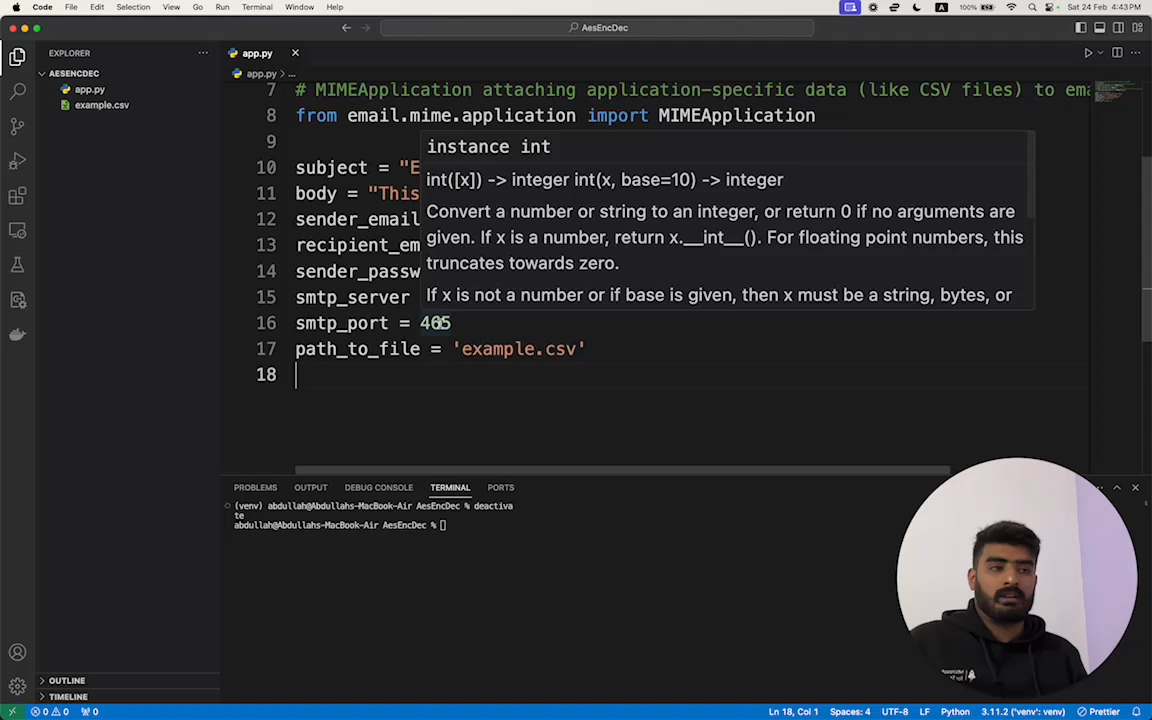 Code File Edit Selection View Go Run Terminal Window Help A 100% Sat 24 Feb 4:43 PM
AesEncDec
EXPLORER
AESENCDEC
app.py
example.csv
OUTLINE
TIMELINE
app.py
app.py > ...
7 # MIMEApplication attaching application-specific data (like CSV files) to ema
8 from email.mime.application import MIMEApplication
9
10 subject = "E
11 body = "This
12 sender_email
13 recipient_em
14 sender_passw
15 smtp_server
16 smtp_port = 465
17 path_to_file = 'example.csv'
18
instance int
int([x]) -> integer int(x, base=10) -> integer
Convert a number or string to an integer, or return 0 if no arguments are
given. If x is a number, return x.__int__(). For floating point numbers, this
truncates towards zero.
If x is not a number or if base is given, then x must be a string, bytes, or
PROBLEMS OUTPUT DEBUG CONSOLE TERMINAL PORTS
(venv) abdullah@Abdullahs-MacBook-Air AesEncDec % deactiva
te
abdullah@Abdullahs-MacBook-Air AesEncDec %
0 0 0 Ln 18, Col 1 Spaces: 4 UTF-8 LF Python 3.11.2 ('venv': venv) Prettier